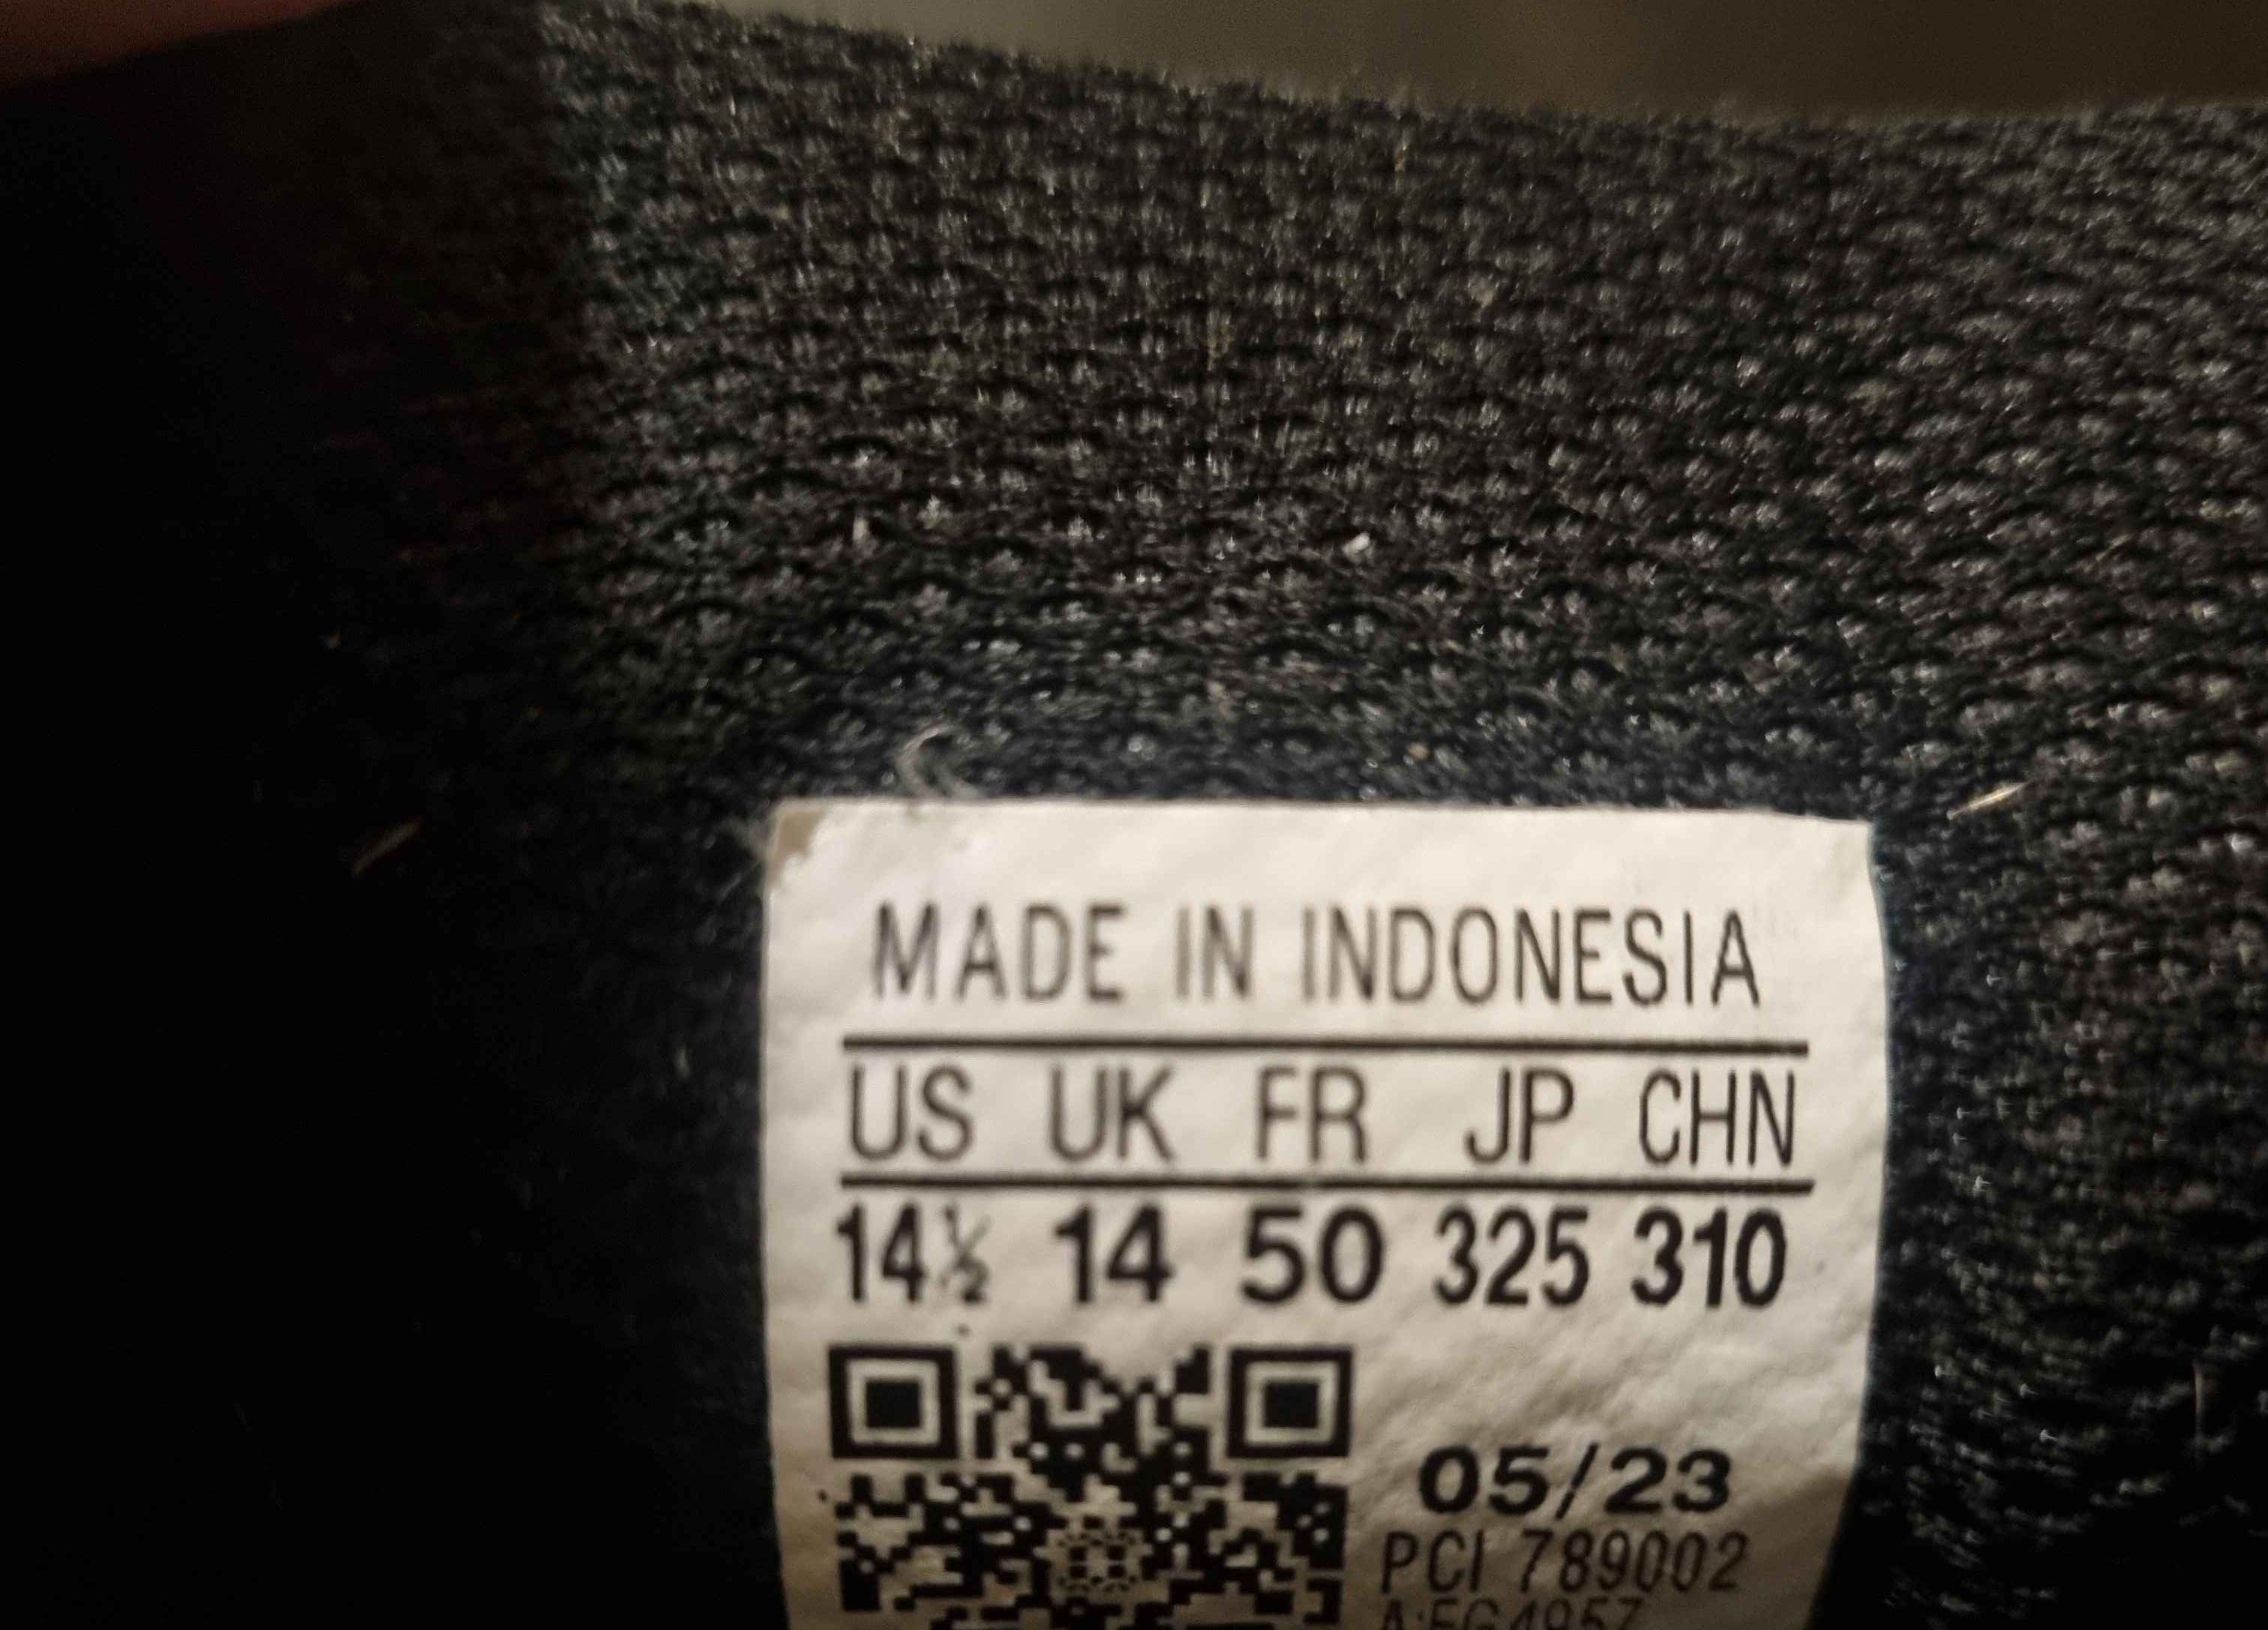 MADE IN INDONESIA
US UK FR JP CHN
14½ 14 50 325 310
05/23
PCI 789002